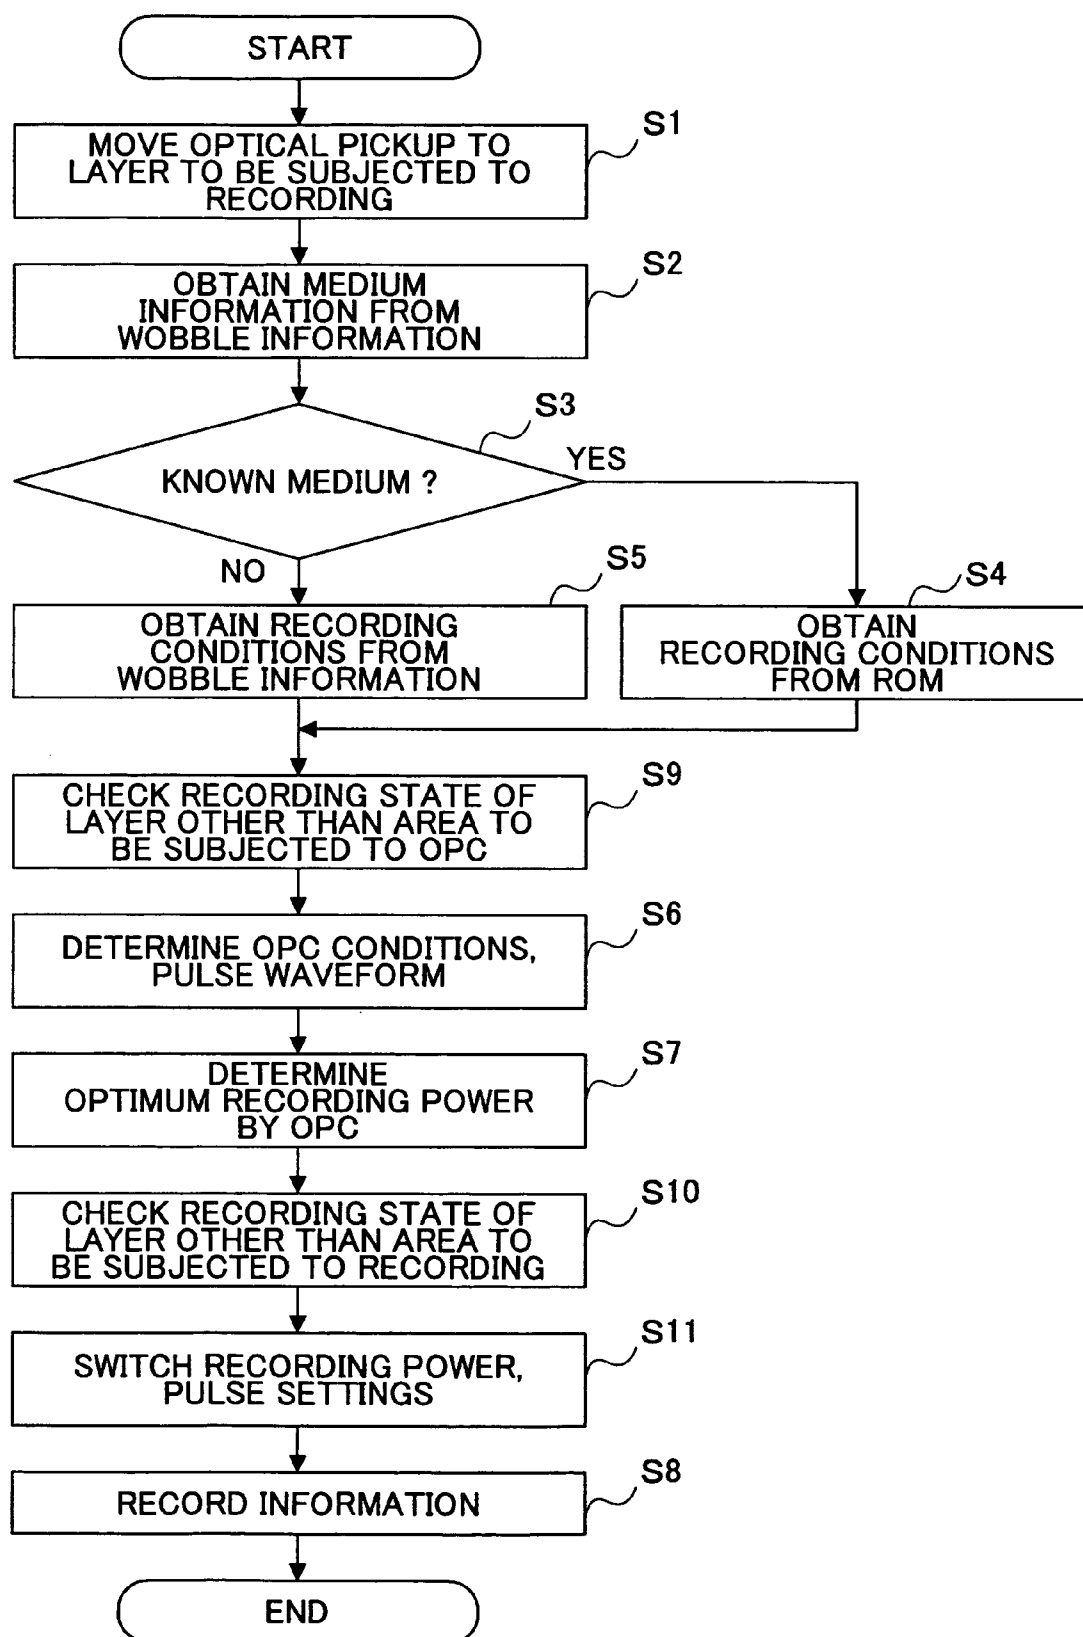 START
S1
MOVE OPTICAL PICKUP TO
LAYER TO BE SUBJECTED TO
RECORDING
S2
OBTAIN MEDIUM
INFORMATION FROM
WOBBLE INFORMATION
S3
KNOWN MEDIUM ?
YES
NO
S5
OBTAIN RECORDING
CONDITIONS FROM
WOBBLE INFORMATION
S4
OBTAIN
RECORDING CONDITIONS
FROM ROM
S9
CHECK RECORDING STATE OF
LAYER OTHER THAN AREA TO
BE SUBJECTED TO OPC
S6
DETERMINE OPC CONDITIONS,
PULSE WAVEFORM
S7
DETERMINE
OPTIMUM RECORDING POWER
BY OPC
S10
CHECK RECORDING STATE OF
LAYER OTHER THAN AREA TO
BE SUBJECTED TO RECORDING
S11
SWITCH RECORDING POWER,
PULSE SETTINGS
S8
RECORD INFORMATION
END